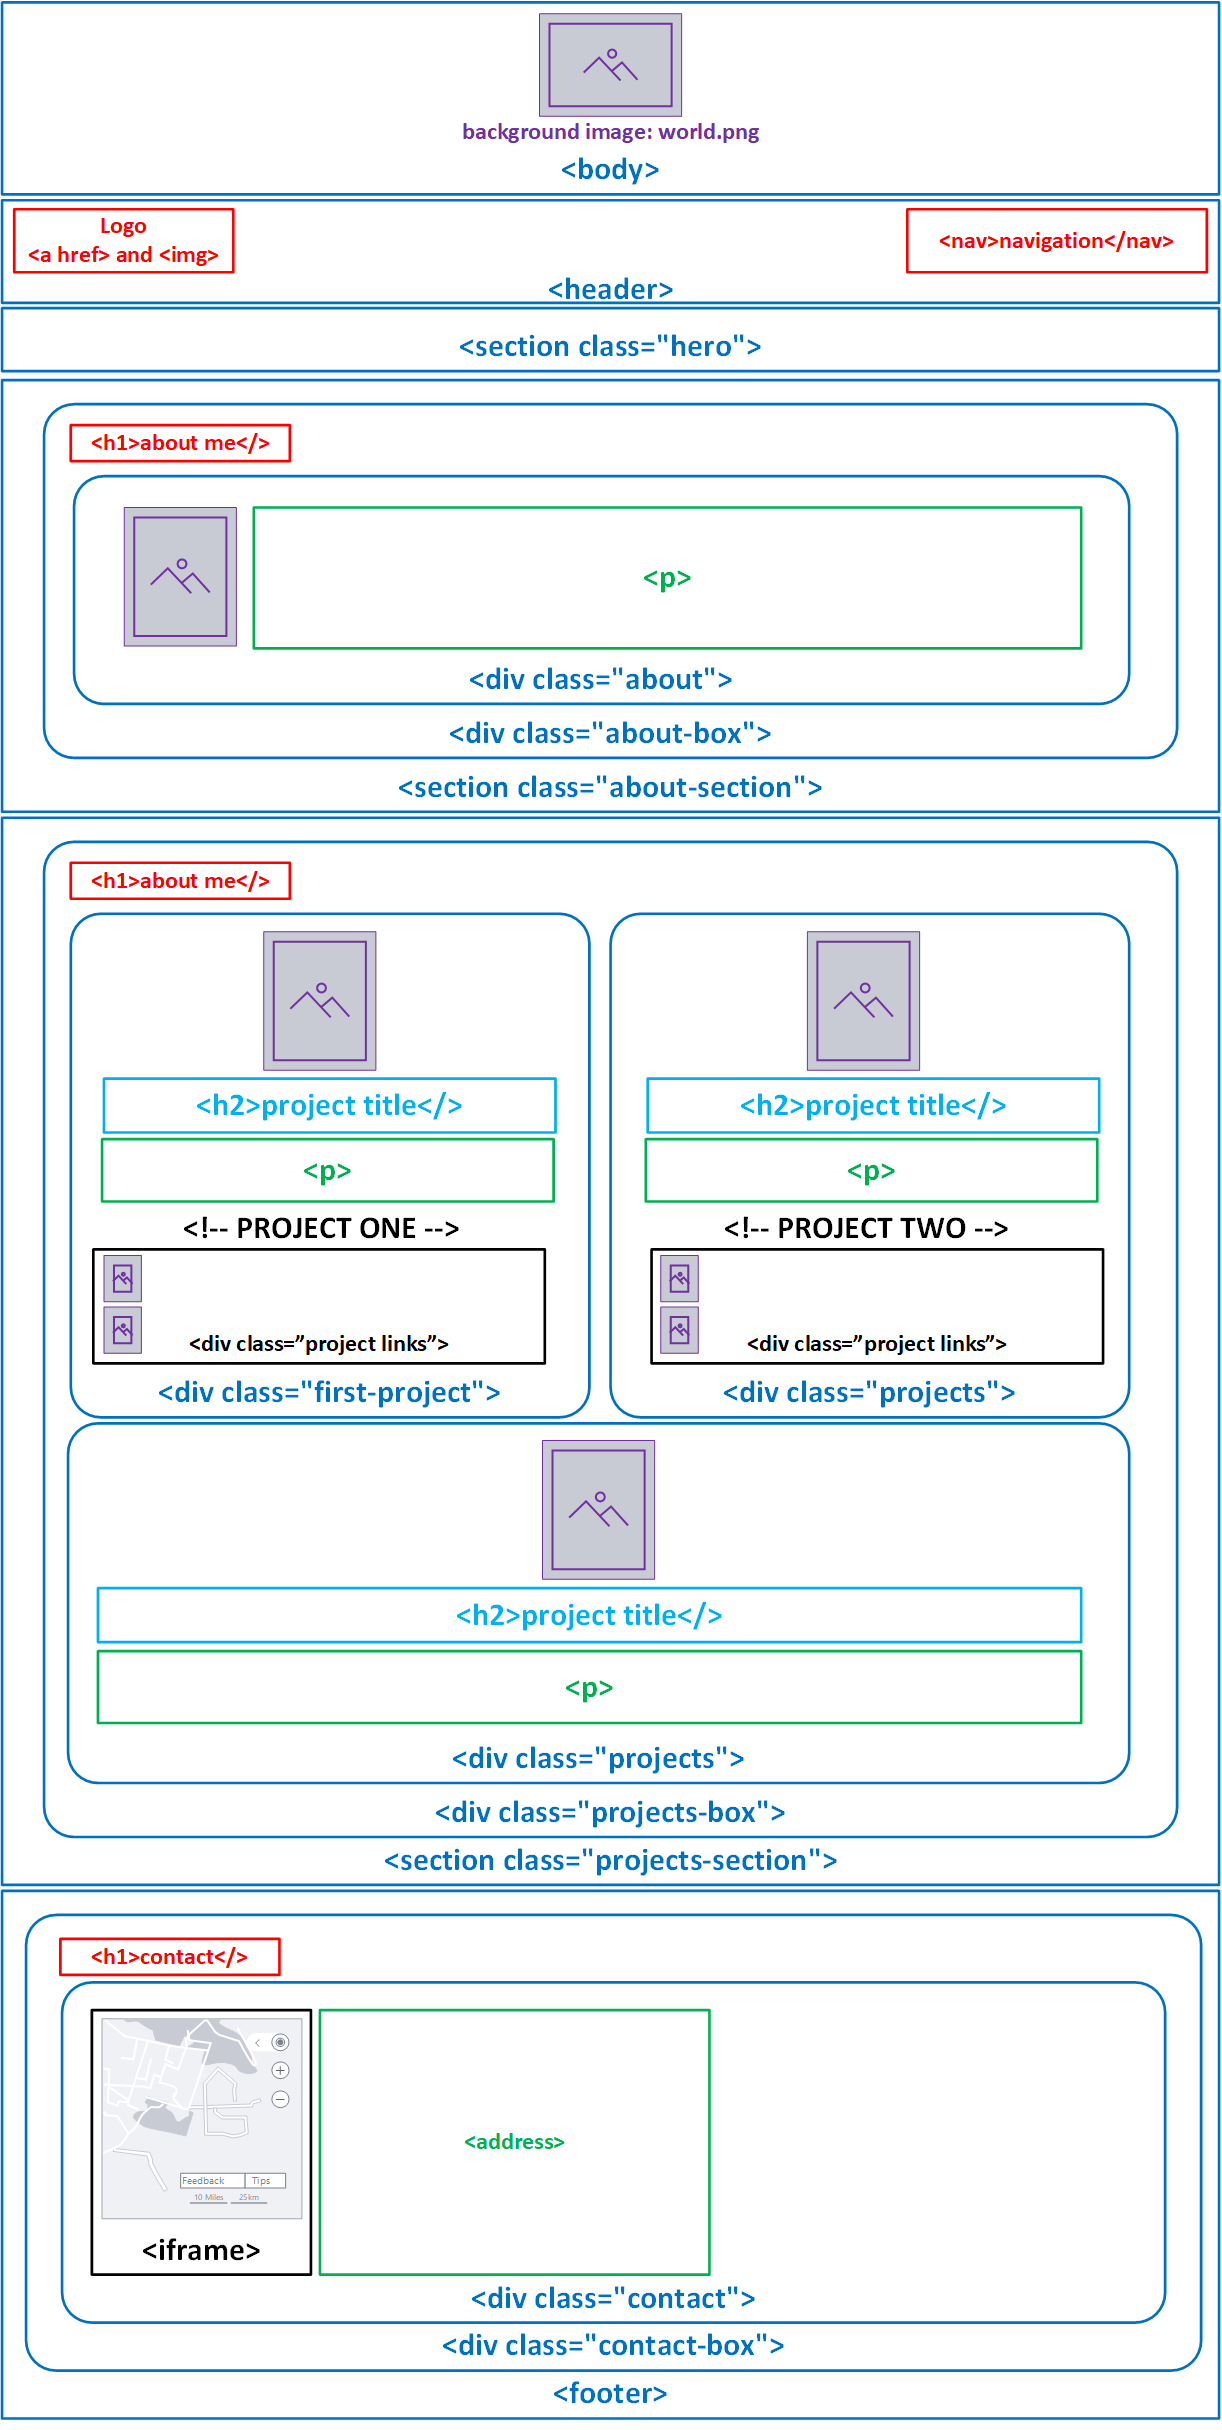 background image: world.png
<body>
Logo
<a href> and <img>
<nav>navigation</nav>
<header>
<section class="hero">
<h1>about me</>
<p>
<div class="about">
<div class="about-box">
<section class="about-section">
<h1>about me</>
<h2>project title</>
<p>
<!-- PROJECT ONE -->
<div class=”project links”>
<div class="first-project">
<h2>project title</>
<p>
<!-- PROJECT TWO -->
<div class=”project links”>
<div class="projects">
<h2>project title</>
<p>
<div class="projects">
<div class="projects-box">
<section class="projects-section">
<h1>contact</>
Feedback
Tips
10 Miles
25km
<iframe>
<address>
<div class="contact">
<div class="contact-box">
<footer>